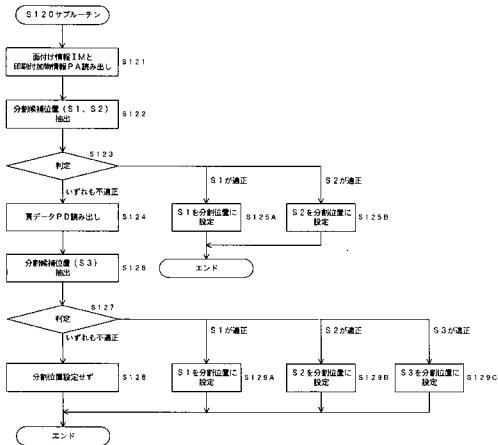 S120サブルーチン
面付け情報IMと
印刷付加物情報PA読み出し
S121
分割候補位置(S1、S2)
抽出
S122
判定
S123
いずれも不適正
S1が適正
S2が適正
頁データPD読み出し
S124
S1を分割位置に
設定
S125A
S2を分割位置に
設定
S125B
エンド
分割候補位置(S3)
抽出
S126
判定
S127
いずれも不適正
S1が適正
S2が適正
S3が適正
分割位置設定せず
S128
S1を分割位置に
設定
S129A
S2を分割位置に
設定
S129B
S3を分割位置に
設定
S129C
エンド